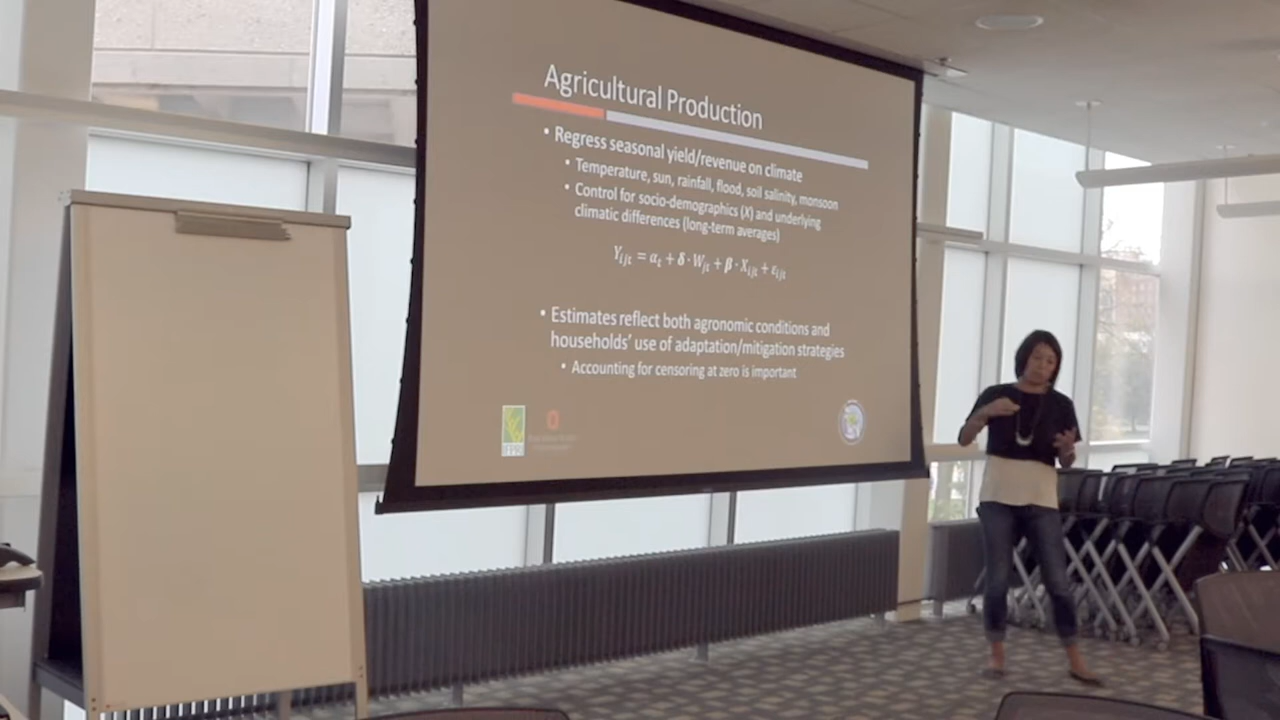 Agricultural Production
• Regress seasonal yield/revenue on climate
• Temperature, sun, rainfall, flood, soil salinity, monsoon
• Control for socio-demographics (X) and underlying
climatic differences (long-term averages)
Yᵢⱼₜ = αₜ + δ · Wⱼₜ + β · Xᵢⱼₜ + εᵢⱼₜ
• Estimates reflect both agronomic conditions and
households' use of adaptation/mitigation strategies
• Accounting for censoring at zero is important
IFPRI